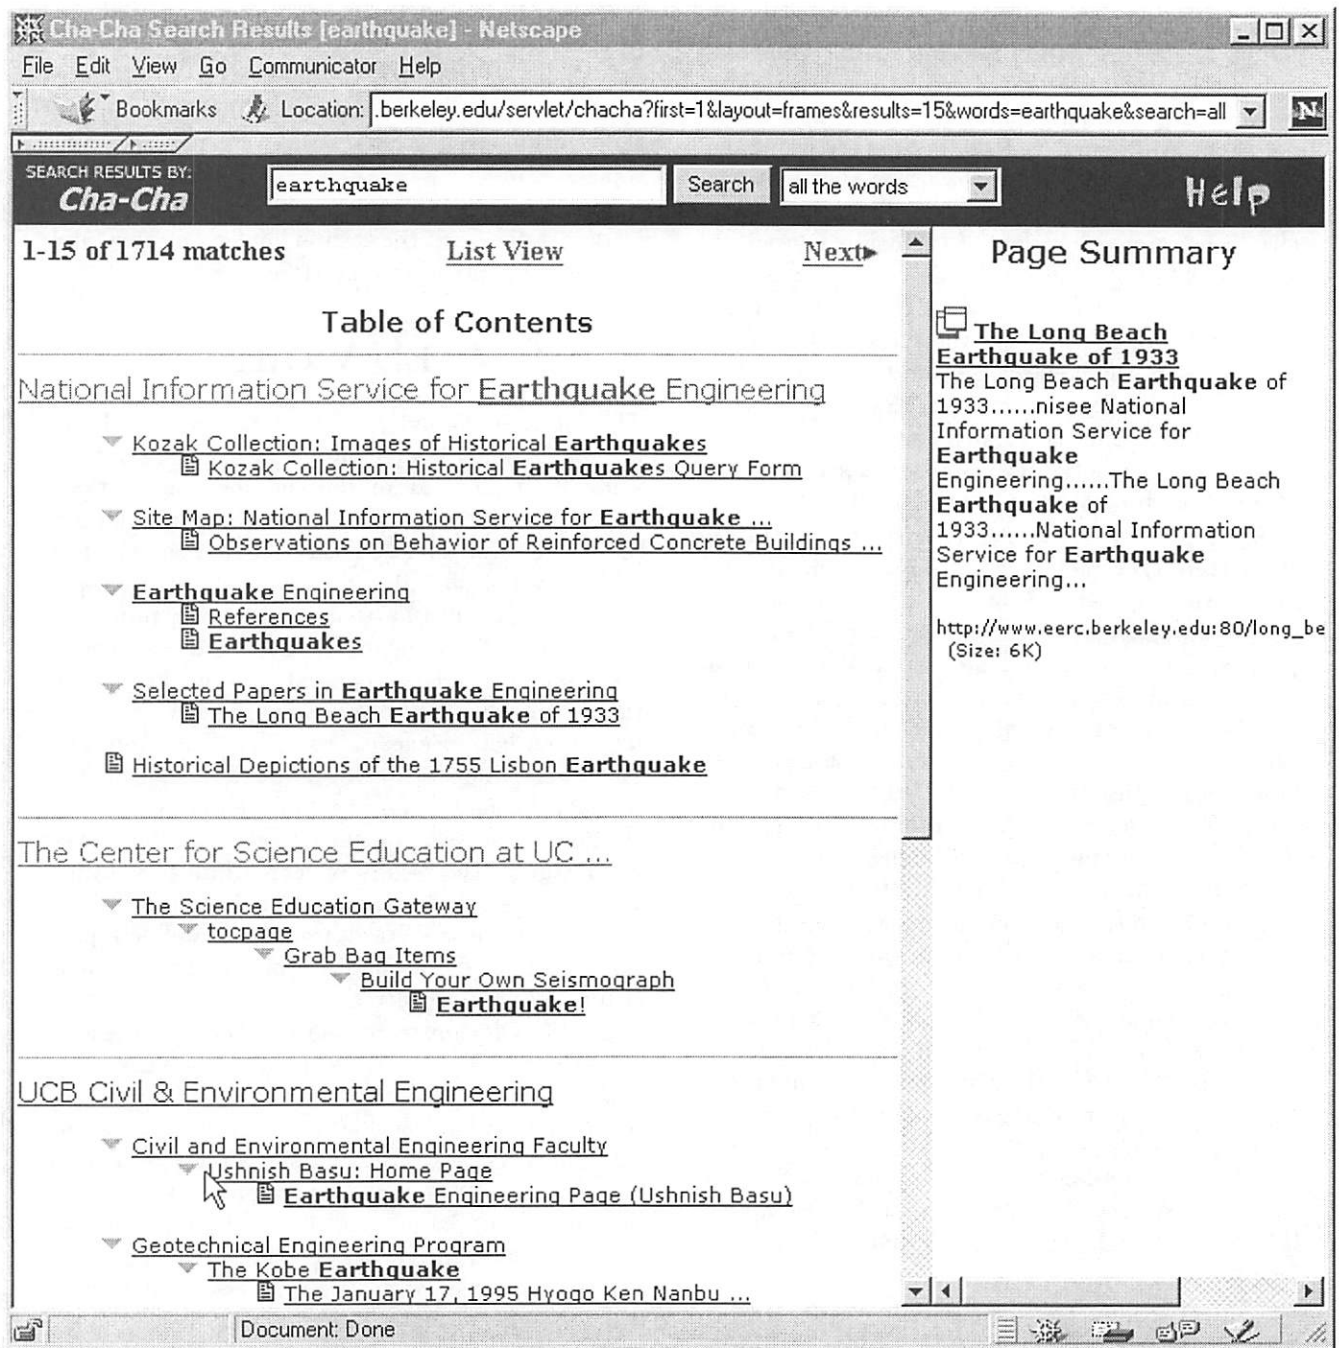 Cha-Cha Search Results [earthquake] - Netscape
File Edit View Go Communicator Help
Bookmarks Location: .berkeley.edu/servlet/chacha?first=1&layout=frames&results=15&words=earthquake&search=all N
SEARCH RESULTS BY:
Cha-Cha
earthquake Search all the words Help
1-15 of 1714 matches List View Next
Table of Contents
National Information Service for Earthquake Engineering
Kozak Collection: Images of Historical Earthquakes
Kozak Collection: Historical Earthquakes Query Form
Site Map: National Information Service for Earthquake ...
Observations on Behavior of Reinforced Concrete Buildings ...
Earthquake Engineering
References
Earthquakes
Selected Papers in Earthquake Engineering
The Long Beach Earthquake of 1933
Historical Depictions of the 1755 Lisbon Earthquake
The Center for Science Education at UC ...
The Science Education Gateway
tocpage
Grab Bag Items
Build Your Own Seismograph
Earthquake!
UCB Civil & Environmental Engineering
Civil and Environmental Engineering Faculty
Ushnish Basu: Home Page
Earthquake Engineering Page (Ushnish Basu)
Geotechnical Engineering Program
The Kobe Earthquake
The January 17, 1995 Hyogo Ken Nanbu ...
Page Summary
The Long Beach
Earthquake of 1933
The Long Beach Earthquake of
1933......nisee National
Information Service for
Earthquake
Engineering......The Long Beach
Earthquake of
1933......National Information
Service for Earthquake
Engineering...
http://www.eerc.berkeley.edu:80/long_be
(Size: 6K)
Document: Done